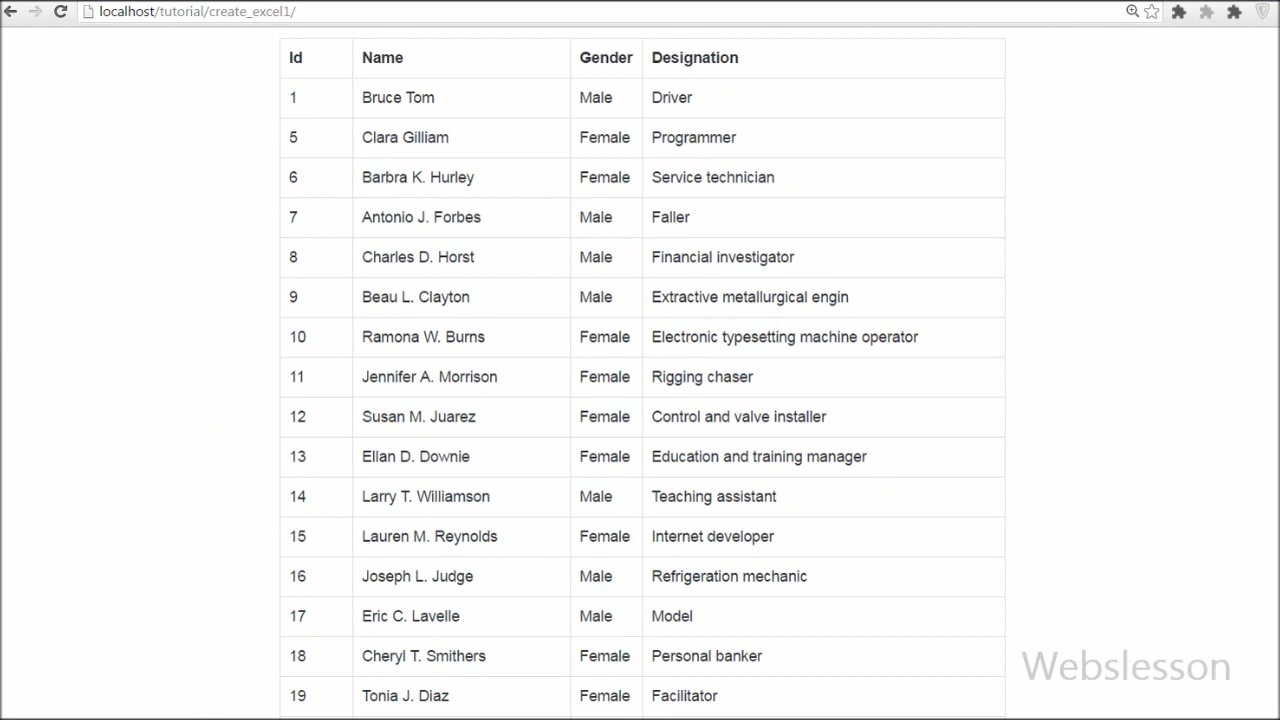 localhost/tutorial/create_excel1/
Id Name Gender Designation
1 Bruce Tom Male Driver
5 Clara Gilliam Female Programmer
6 Barbra K. Hurley Female Service technician
7 Antonio J. Forbes Male Faller
8 Charles D. Horst Male Financial investigator
9 Beau L. Clayton Male Extractive metallurgical engin
10 Ramona W. Burns Female Electronic typesetting machine operator
11 Jennifer A. Morrison Female Rigging chaser
12 Susan M. Juarez Female Control and valve installer
13 Ellan D. Downie Female Education and training manager
14 Larry T. Williamson Male Teaching assistant
15 Lauren M. Reynolds Female Internet developer
16 Joseph L. Judge Male Refrigeration mechanic
17 Eric C. Lavelle Male Model
18 Cheryl T. Smithers Female Personal banker
19 Tonia J. Diaz Female Facilitator
Webslesson